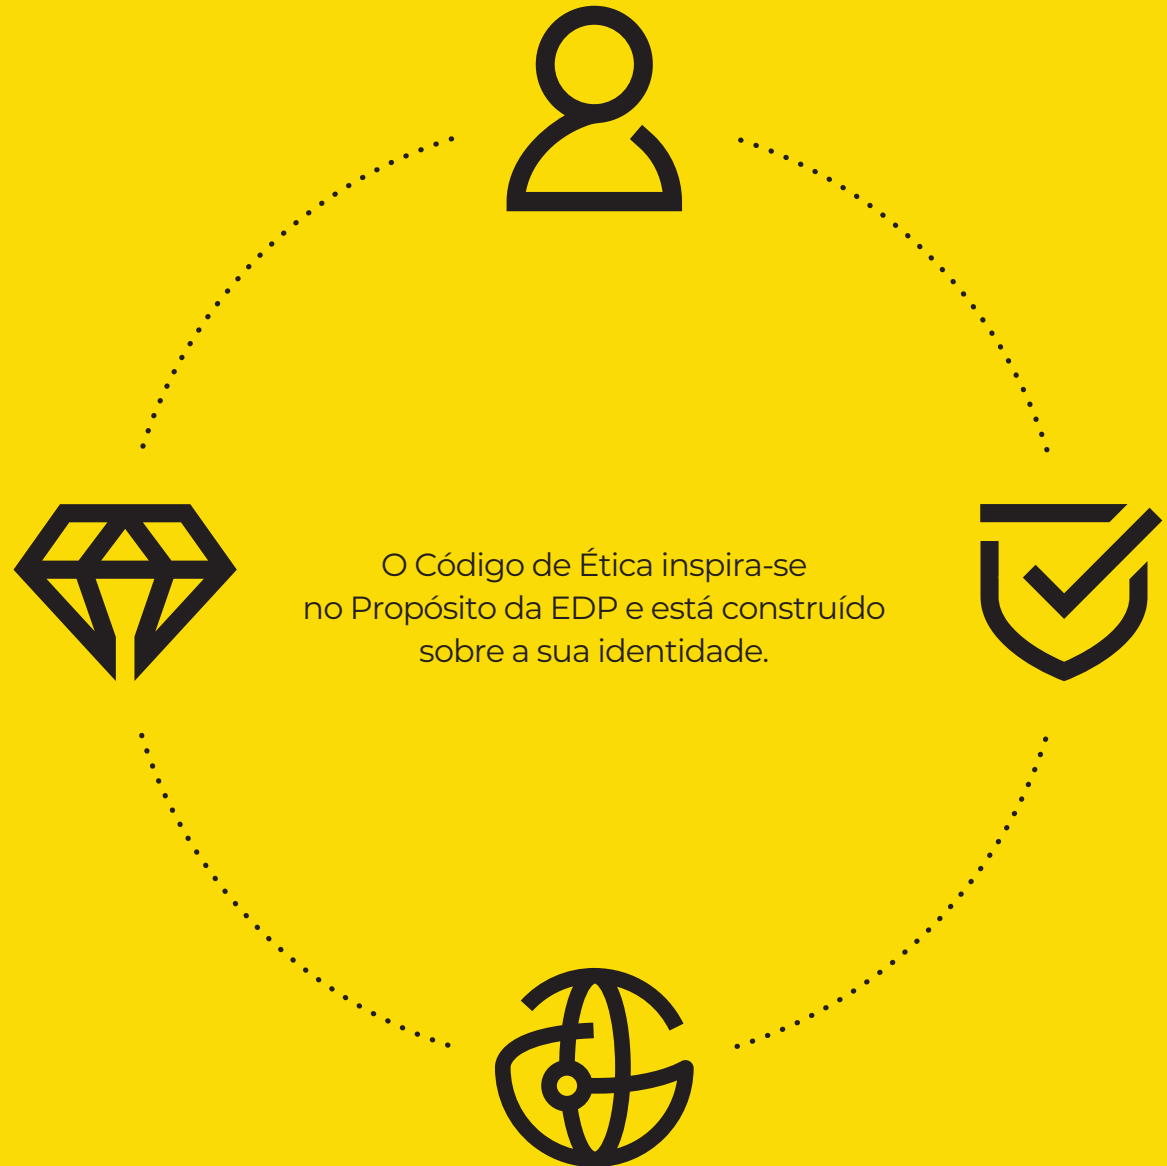 O Código de Ética inspira-se
no Propósito da EDP e está construído
sobre a sua identidade.